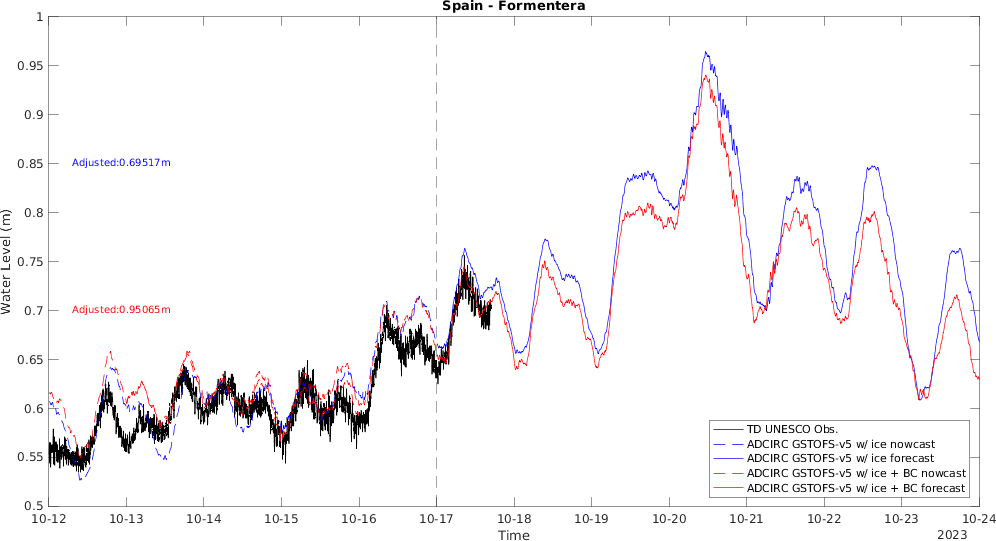 Spain - Formentera
1
0.95
0.9
0.85
0.8
0.75
0.7
0.65
0.6
0.55
0.5
Water Level (m)
Adjusted:0.69517m
Adjusted:0.95065m
TD UNESCO Obs.
ADCIRC GSTOFS-v5 w/ ice nowcast
ADCIRC GSTOFS-v5 w/ ice forecast
ADCIRC GSTOFS-v5 w/ ice + BC nowcast
ADCIRC GSTOFS-v5 w/ ice + BC forecast
10-12 10-13 10-14 10-15 10-16 10-17 10-18 10-19 10-20 10-21 10-22 10-23 10-24
Time
2023